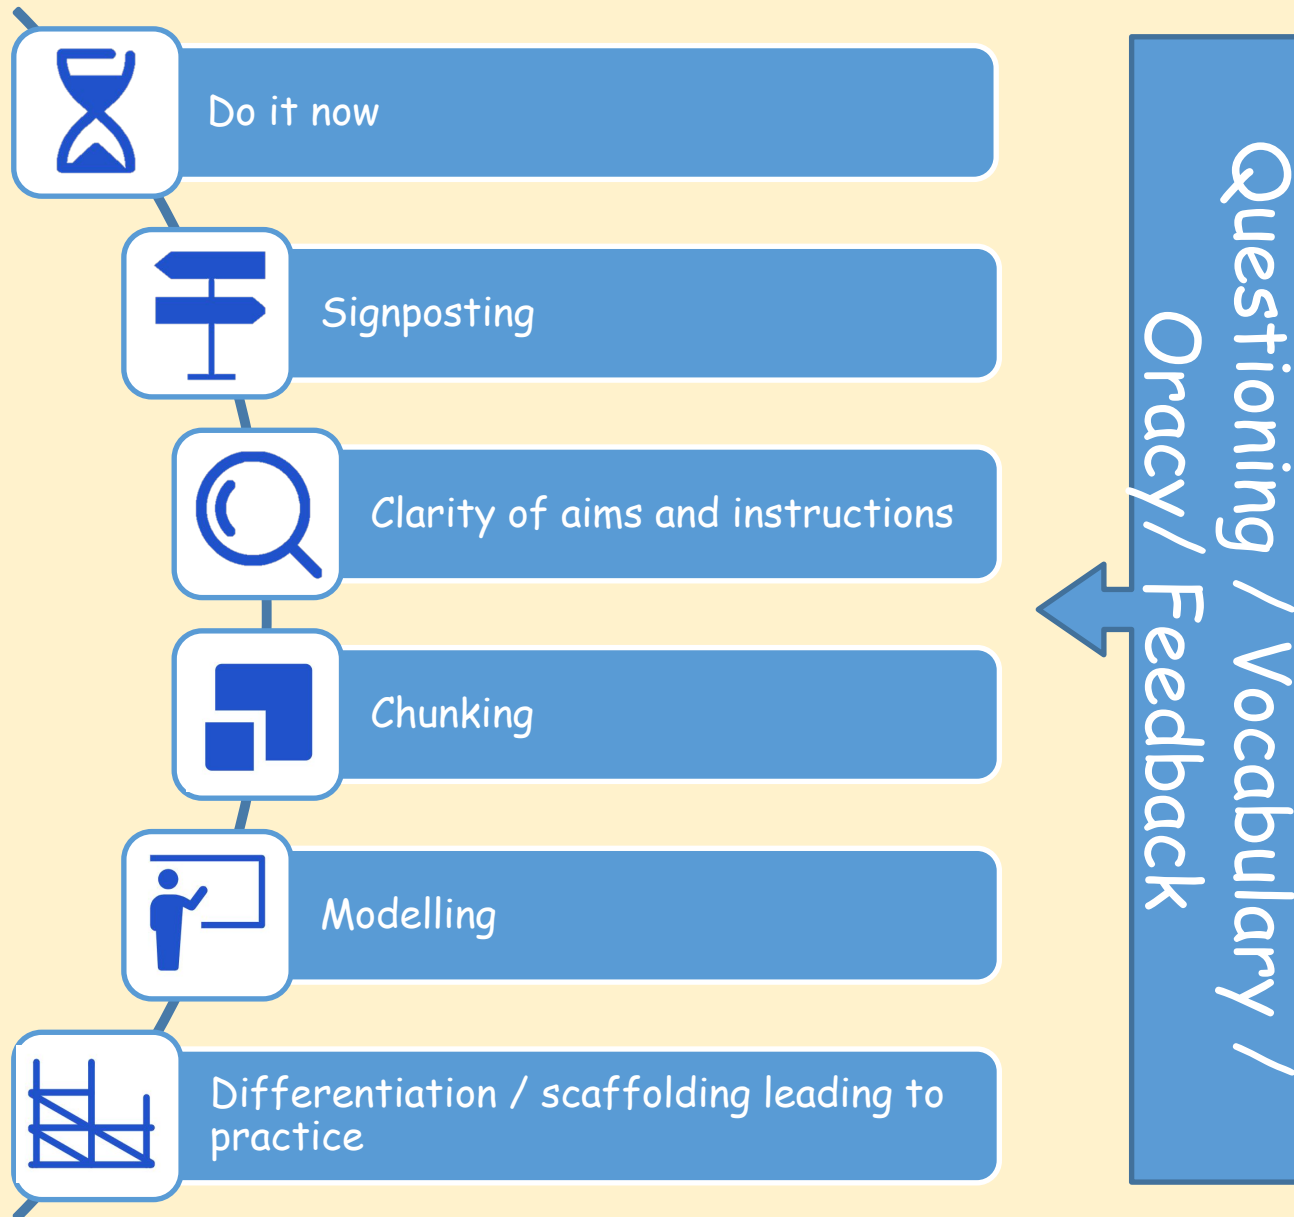 Do it now
Signposting
Clarity of aims and instructions
Chunking
Modelling
Differentiation / scaffolding leading to
practice
Questioning / Vocabulary /
Oracy/ Feedback